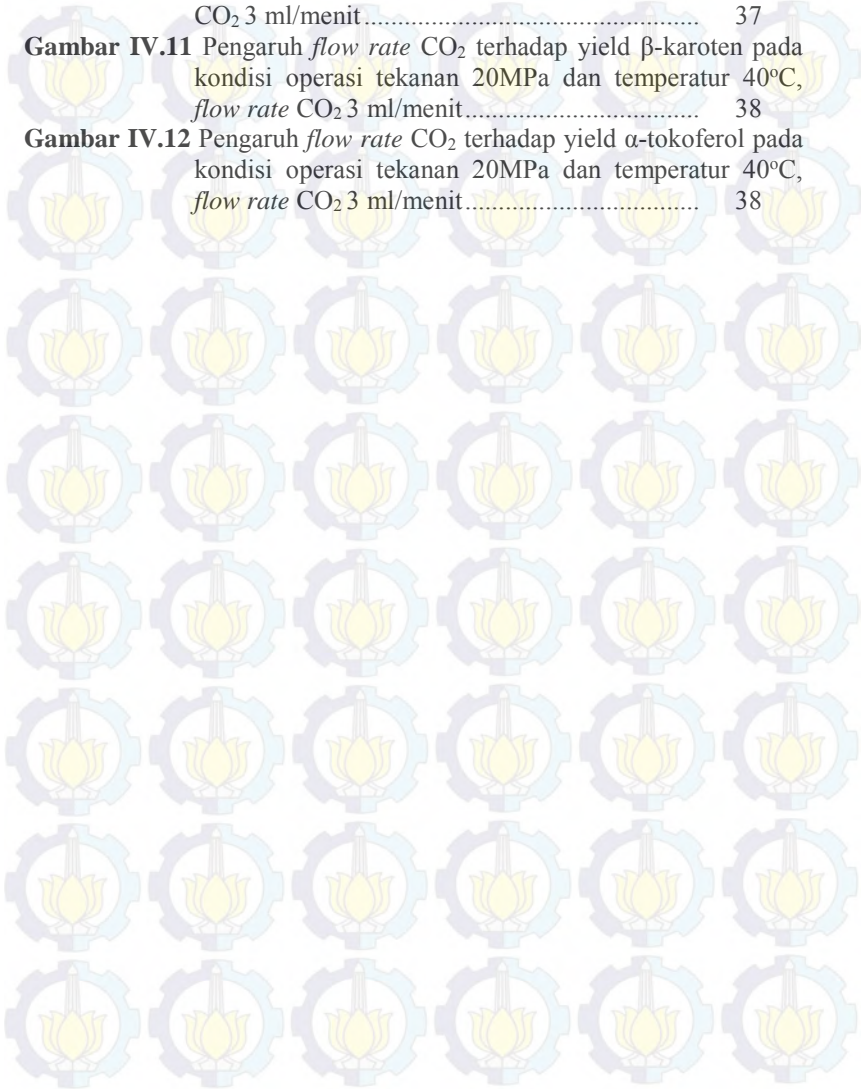 CO₂ 3 ml/menit.................................................... 37
Gambar IV.11 Pengaruh flow rate CO₂ terhadap yield β-karoten pada
kondisi operasi tekanan 20MPa dan temperatur 40ºC,
flow rate CO₂ 3 ml/menit.................................... 38
Gambar IV.12 Pengaruh flow rate CO₂ terhadap yield α-tokoferol pada
kondisi operasi tekanan 20MPa dan temperatur 40ºC,
flow rate CO₂ 3 ml/menit.................................... 38